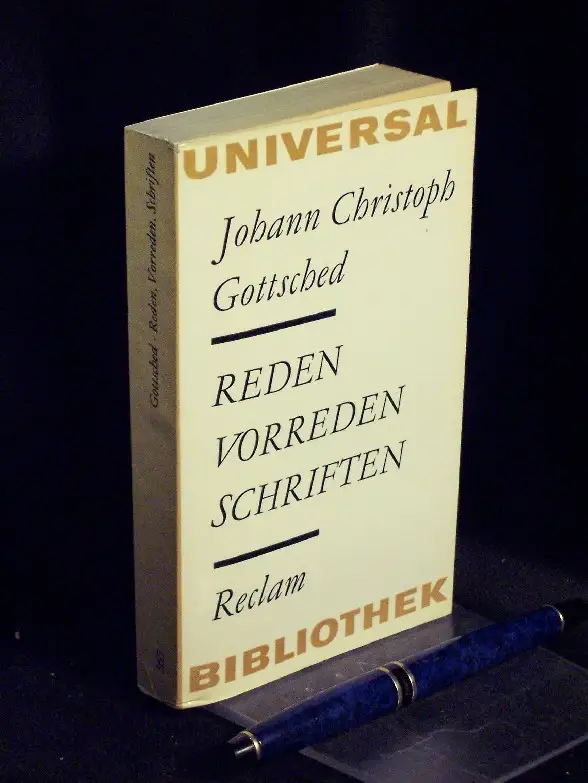 UNIVERSAL
Johann Christoph
Gottsched
REDEN
VORREDEN
SCHRIFTEN
Reclam
BIBLIOTHEK
Gottsched · Reden, Vorreden, Schriften